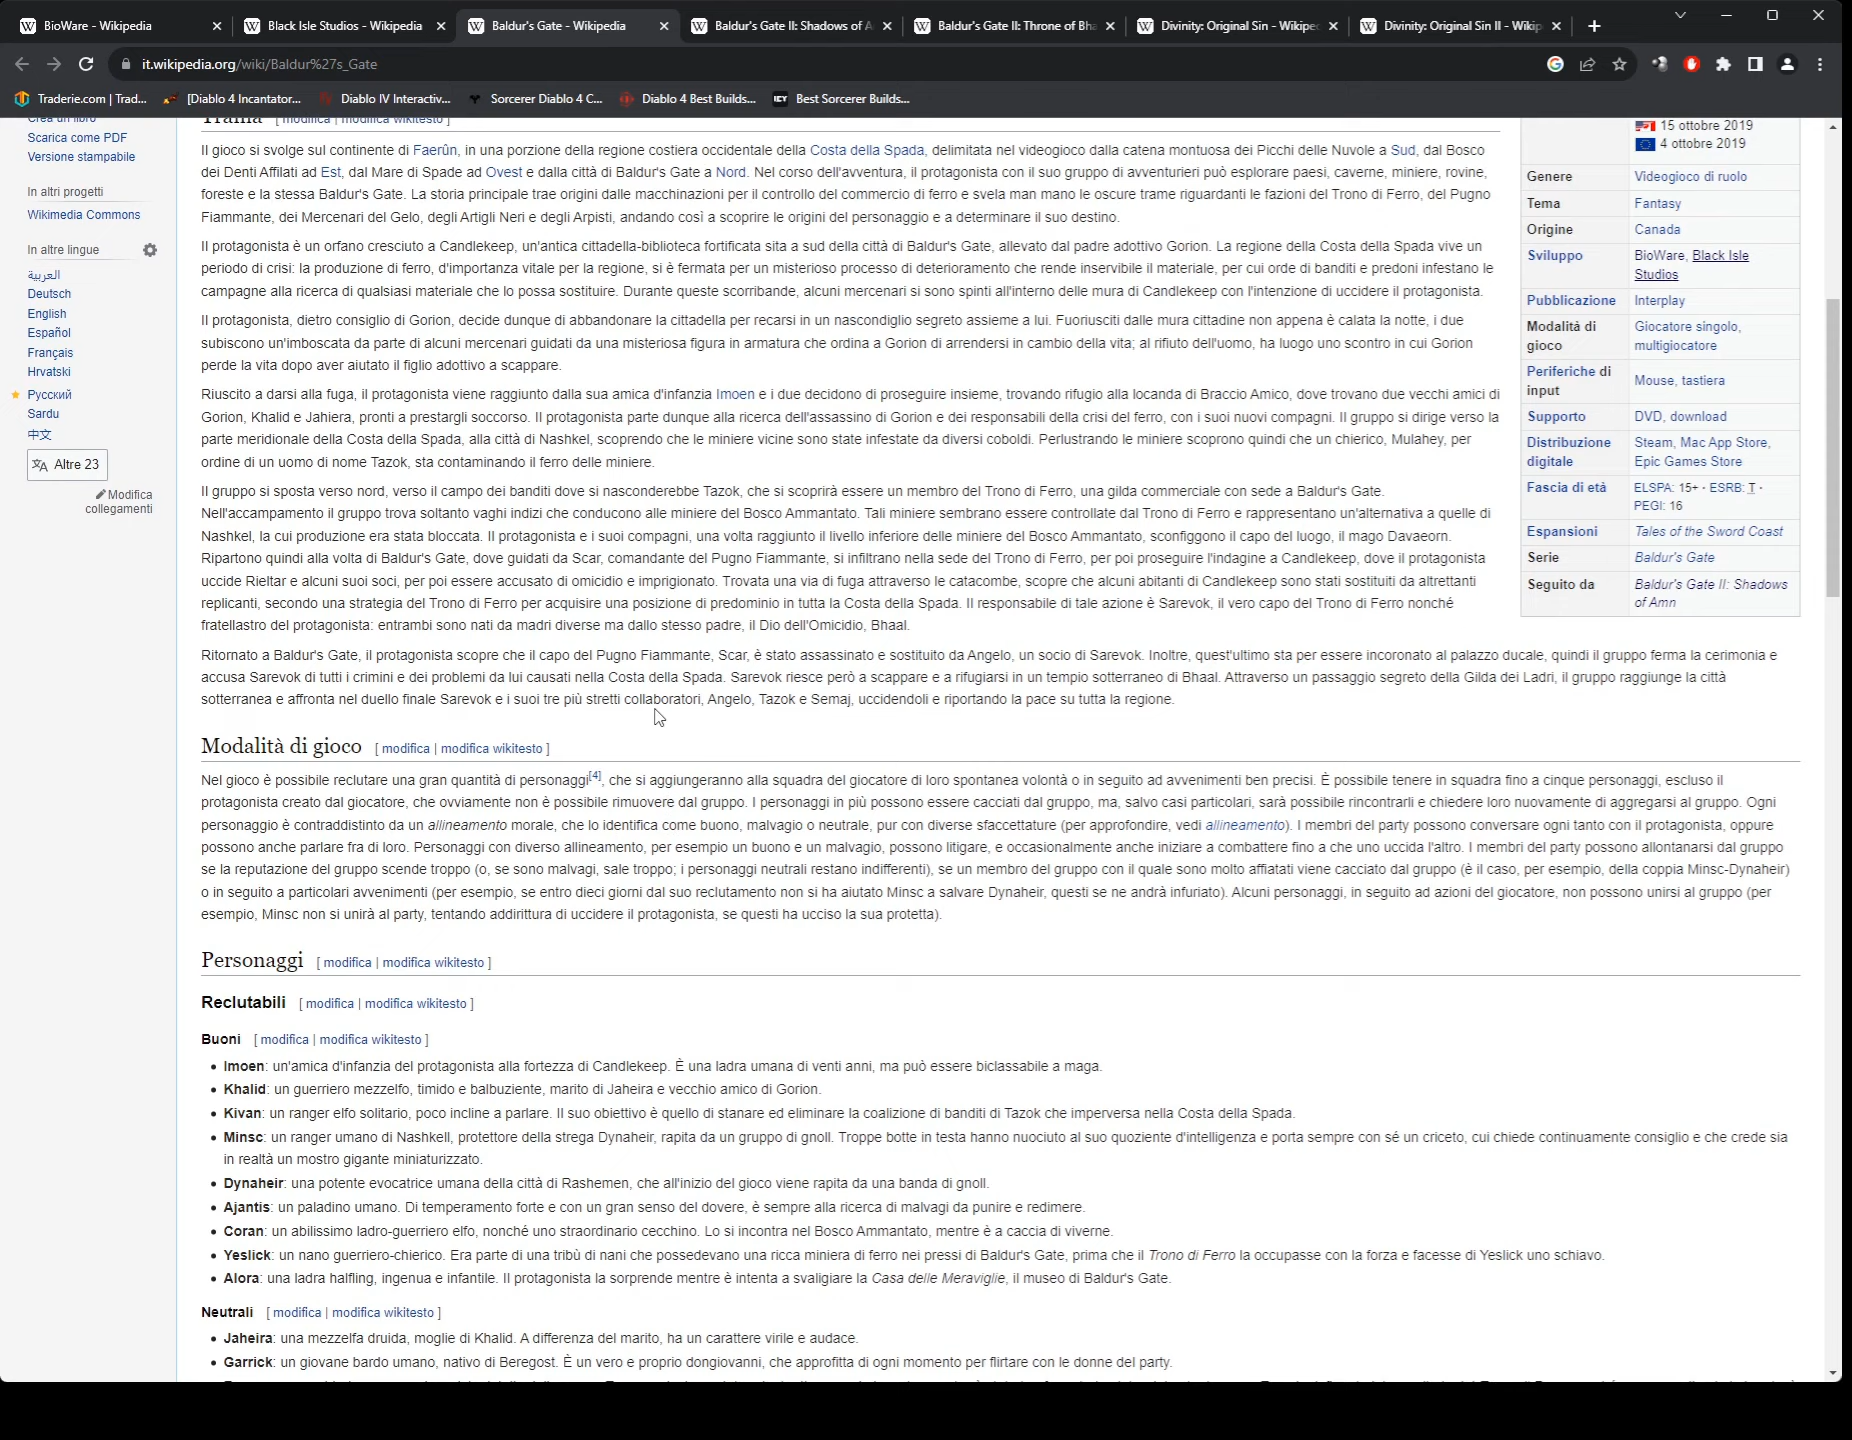 BioWare - Wikipedia
Black Isle Studios - Wikipedia
Baldur's Gate - Wikipedia
Baldur's Gate II: Shadows of A
Baldur's Gate II: Throne of Bha
Divinity: Original Sin - Wikipe
Divinity: Original Sin II - Wikip
it.wikipedia.org/wiki/Baldur%27s_Gate
Traderie.com | Trad...
[Diablo 4 Incantator...
Diablo IV Interactiv...
Sorcerer Diablo 4 C...
Diablo 4 Best Builds...
Best Sorcerer Builds...
Crea un libro
Scarica come PDF
Versione stampabile
In altri progetti
Wikimedia Commons
In altre lingue
العربية
Deutsch
English
Español
Français
Hrvatski
Русский
Sardu
中文
Altre 23
Modifica
collegamenti
Trama [ modifica | modifica wikitesto ]
Il gioco si svolge sul continente di Faerûn, in una porzione della regione costiera occidentale della Costa della Spada, delimitata nel videogioco dalla catena montuosa dei Picchi delle Nuvole a Sud, dal Bosco
dei Denti Affilati ad Est, dal Mare di Spade ad Ovest e dalla città di Baldur's Gate a Nord. Nel corso dell'avventura, il protagonista con il suo gruppo di avventurieri può esplorare paesi, caverne, miniere, rovine,
foreste e la stessa Baldur's Gate. La storia principale trae origini dalle macchinazioni per il controllo del commercio di ferro e svela man mano le oscure trame riguardanti le fazioni del Trono di Ferro, del Pugno
Fiammante, dei Mercenari del Gelo, degli Artigli Neri e degli Arpisti, andando così a scoprire le origini del personaggio e a determinare il suo destino.
Il protagonista è un orfano cresciuto a Candlekeep, un'antica cittadella-biblioteca fortificata sita a sud della città di Baldur's Gate, allevato dal padre adottivo Gorion. La regione della Costa della Spada vive un
periodo di crisi: la produzione di ferro, d'importanza vitale per la regione, si è fermata per un misterioso processo di deterioramento che rende inservibile il materiale, per cui orde di banditi e predoni infestano le
campagne alla ricerca di qualsiasi materiale che lo possa sostituire. Durante queste scorribande, alcuni mercenari si sono spinti all'interno delle mura di Candlekeep con l'intenzione di uccidere il protagonista.
Il protagonista, dietro consiglio di Gorion, decide dunque di abbandonare la cittadella per recarsi in un nascondiglio segreto assieme a lui. Fuoriusciti dalle mura cittadine non appena è calata la notte, i due
subiscono un'imboscata da parte di alcuni mercenari guidati da una misteriosa figura in armatura che ordina a Gorion di arrendersi in cambio della vita; al rifiuto dell'uomo, ha luogo uno scontro in cui Gorion
perde la vita dopo aver aiutato il figlio adottivo a scappare.
Riuscito a darsi alla fuga, il protagonista viene raggiunto dalla sua amica d'infanzia Imoen e i due decidono di proseguire insieme, trovando rifugio alla locanda di Braccio Amico, dove trovano due vecchi amici di
Gorion, Khalid e Jahiera, pronti a prestargli soccorso. Il protagonista parte dunque alla ricerca dell'assassino di Gorion e dei responsabili della crisi del ferro, con i suoi nuovi compagni. Il gruppo si dirige verso la
parte meridionale della Costa della Spada, alla città di Nashkel, scoprendo che le miniere vicine sono state infestate da diversi coboldi. Perlustrando le miniere scoprono quindi che un chierico, Mulahey, per
ordine di un uomo di nome Tazok, sta contaminando il ferro delle miniere.
Il gruppo si sposta verso nord, verso il campo dei banditi dove si nasconderebbe Tazok, che si scoprirà essere un membro del Trono di Ferro, una gilda commerciale con sede a Baldur's Gate.
Nell'accampamento il gruppo trova soltanto vaghi indizi che conducono alle miniere del Bosco Ammantato. Tali miniere sembrano essere controllate dal Trono di Ferro e rappresentano un'alternativa a quelle di
Nashkel, la cui produzione era stata bloccata. Il protagonista e i suoi compagni, una volta raggiunto il livello inferiore delle miniere del Bosco Ammantato, sconfiggono il capo del luogo, il mago Davaeorn.
Ripartono quindi alla volta di Baldur's Gate, dove guidati da Scar, comandante del Pugno Fiammante, si infiltrano nella sede del Trono di Ferro, per poi proseguire l'indagine a Candlekeep, dove il protagonista
uccide Rieltar e alcuni suoi soci, per poi essere accusato di omicidio e imprigionato. Trovata una via di fuga attraverso le catacombe, scopre che alcuni abitanti di Candlekeep sono stati sostituiti da altrettanti
replicanti, secondo una strategia del Trono di Ferro per acquisire una posizione di predominio in tutta la Costa della Spada. Il responsabile di tale azione è Sarevok, il vero capo del Trono di Ferro nonché
fratellastro del protagonista: entrambi sono nati da madri diverse ma dallo stesso padre, il Dio dell'Omicidio, Bhaal.
Ritornato a Baldur's Gate, il protagonista scopre che il capo del Pugno Fiammante, Scar, è stato assassinato e sostituito da Angelo, un socio di Sarevok. Inoltre, quest'ultimo sta per essere incoronato al palazzo ducale, quindi il gruppo ferma la cerimonia e
accusa Sarevok di tutti i crimini e dei problemi da lui causati nella Costa della Spada. Sarevok riesce però a scappare e a rifugiarsi in un tempio sotterraneo di Bhaal. Attraverso un passaggio segreto della Gilda dei Ladri, il gruppo raggiunge la città
sotterranea e affronta nel duello finale Sarevok e i suoi tre più stretti collaboratori, Angelo, Tazok e Semaj, uccidendoli e riportando la pace su tutta la regione.
15 ottobre 2019
4 ottobre 2019
Genere Videogioco di ruolo
Tema Fantasy
Origine Canada
Sviluppo BioWare, Black Isle
Studios
Pubblicazione Interplay
Modalità di gioco Giocatore singolo,
multigiocatore
Periferiche di input Mouse, tastiera
Supporto DVD, download
Distribuzione digitale Steam, Mac App Store,
Epic Games Store
Fascia di età ELSPA: 15+ · ESRB: T ·
PEGI: 16
Espansioni Tales of the Sword Coast
Serie Baldur's Gate
Seguito da Baldur's Gate II: Shadows
of Amn
Modalità di gioco [ modifica | modifica wikitesto ]
Nel gioco è possibile reclutare una gran quantità di personaggi[4], che si aggiungeranno alla squadra del giocatore di loro spontanea volontà o in seguito ad avvenimenti ben precisi. È possibile tenere in squadra fino a cinque personaggi, escluso il
protagonista creato dal giocatore, che ovviamente non è possibile rimuovere dal gruppo. I personaggi in più possono essere cacciati dal gruppo, ma, salvo casi particolari, sarà possibile rincontrarli e chiedere loro nuovamente di aggregarsi al gruppo. Ogni
personaggio è contraddistinto da un allineamento morale, che lo identifica come buono, malvagio o neutrale, pur con diverse sfaccettature (per approfondire, vedi allineamento). I membri del party possono conversare ogni tanto con il protagonista, oppure
possono anche parlare fra di loro. Personaggi con diverso allineamento, per esempio un buono e un malvagio, possono litigare, e occasionalmente anche iniziare a combattere fino a che uno uccida l'altro. I membri del party possono allontanarsi dal gruppo
se la reputazione del gruppo scende troppo (o, se sono malvagi, sale troppo; i personaggi neutrali restano indifferenti), se un membro del gruppo con il quale sono molto affiatati viene cacciato dal gruppo (è il caso, per esempio, della coppia Minsc-Dynaheir)
o in seguito a particolari avvenimenti (per esempio, se entro dieci giorni dal suo reclutamento non si ha aiutato Minsc a salvare Dynaheir, questi se ne andrà infuriato). Alcuni personaggi, in seguito ad azioni del giocatore, non possono unirsi al gruppo (per
esempio, Minsc non si unirà al party, tentando addirittura di uccidere il protagonista, se questi ha ucciso la sua protetta).
Personaggi [ modifica | modifica wikitesto ]
Reclutabili [ modifica | modifica wikitesto ]
Buoni [ modifica | modifica wikitesto ]
• Imoen: un'amica d'infanzia del protagonista alla fortezza di Candlekeep. È una ladra umana di venti anni, ma può essere biclassabile a maga.
• Khalid: un guerriero mezzelfo, timido e balbuziente, marito di Jaheira e vecchio amico di Gorion.
• Kivan: un ranger elfo solitario, poco incline a parlare. Il suo obiettivo è quello di stanare ed eliminare la coalizione di banditi di Tazok che imperversa nella Costa della Spada.
• Minsc: un ranger umano di Nashkell, protettore della strega Dynaheir, rapita da un gruppo di gnoll. Troppe botte in testa hanno nuociuto al suo quoziente d'intelligenza e porta sempre con sé un criceto, cui chiede continuamente consiglio e che crede sia
in realtà un mostro gigante miniaturizzato.
• Dynaheir: una potente evocatrice umana della città di Rashemen, che all'inizio del gioco viene rapita da una banda di gnoll.
• Ajantis: un paladino umano. Di temperamento forte e con un gran senso del dovere, è sempre alla ricerca di malvagi da punire e redimere.
• Coran: un abilissimo ladro-guerriero elfo, nonché uno straordinario cecchino. Lo si incontra nel Bosco Ammantato, mentre è a caccia di viverne.
• Yeslick: un nano guerriero-chierico. Era parte di una tribù di nani che possedevano una ricca miniera di ferro nei pressi di Baldur's Gate, prima che il Trono di Ferro la occupasse con la forza e facesse di Yeslick uno schiavo.
• Alora: una ladra halfling, ingenua e infantile. Il protagonista la sorprende mentre è intenta a svaligiare la Casa delle Meraviglie, il museo di Baldur's Gate.
Neutrali [ modifica | modifica wikitesto ]
• Jaheira: una mezzelfa druida, moglie di Khalid. A differenza del marito, ha un carattere virile e audace.
• Garrick: un giovane bardo umano, nativo di Beregost. È un vero e proprio dongiovanni, che approfitta di ogni momento per flirtare con le donne del party.